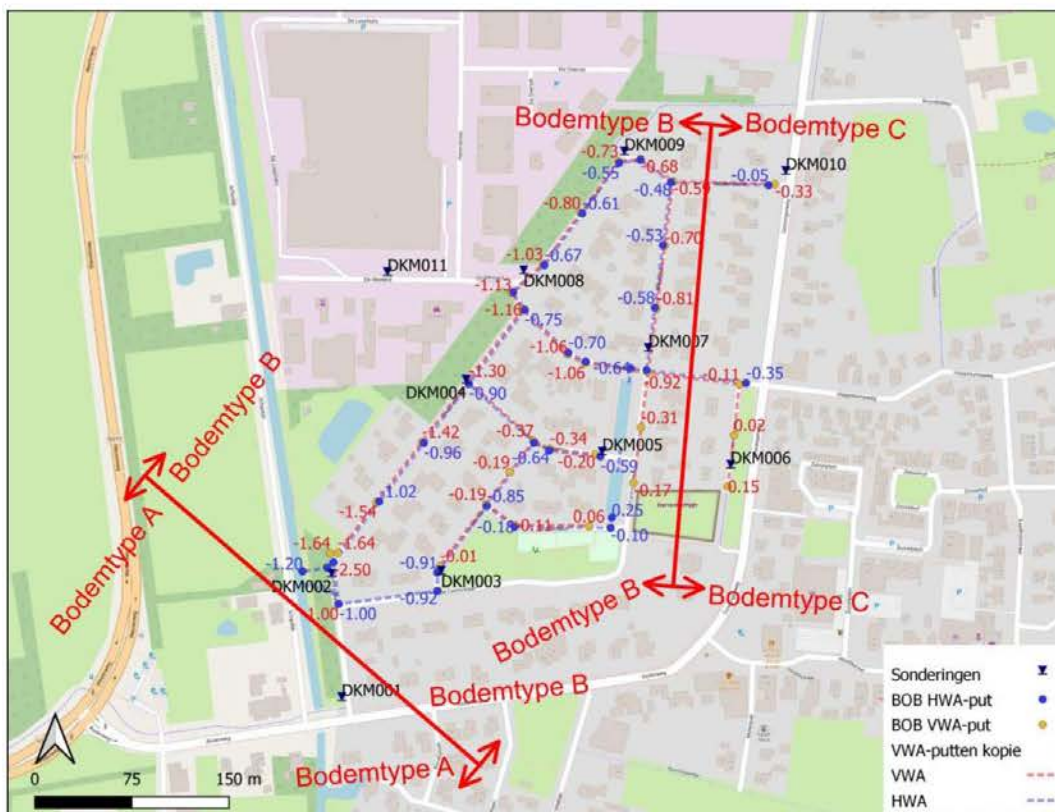 Bodemtype B
Bodemtype C
DKM009
-0.73
-0.68
-0.55
DKM010
-0.05
-0.33
-0.48
-0.59
-0.80
-0.61
-0.53
-0.70
-1.03
-0.67
DKM011
DKM008
-1.13
-1.16
-0.75
-0.58
-0.81
-0.70
DKM007
-1.06
-1.06
-0.64
-0.92
-0.11
-0.35
-1.30
DKM004
-0.90
-0.31
0.02
-1.42
-0.96
-0.37
-0.34
-0.64
DKM005
-0.20
-0.59
DKM006
-0.19
-0.17
0.15
Bodemtype B
Bodemtype A
1.02
-1.54
-0.19
-0.85
-0.18
-0.11
0.06
0.25
-0.10
-1.64
-1.64
-1.20
-2.50
DKM002
-0.91
-0.01
DKM003
-0.92
-1.00
-1.00
Bodemtype B
Bodemtype C
DKM001
Bodemtype B
Bodemtype A
0 75 150 m
Sonderingen
BOB HWA-put
BOB VWA-put
VWA-putten kopie
VWA
HWA